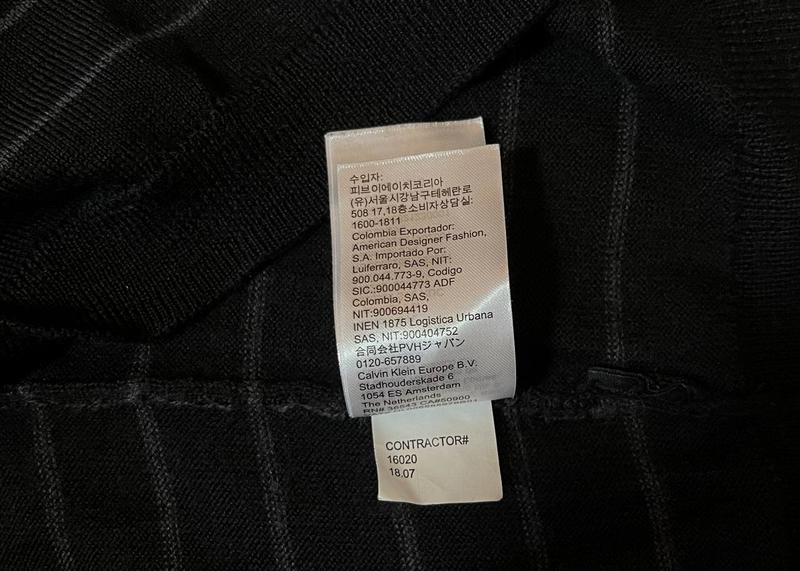 수입자:
피브이에이치코리아
(유)서울시강남구테헤란로
508 17,18층소비자상담실:
1600-1811
Colombia Exportador:
American Designer Fashion,
S.A. Importado Por:
Luiferraro, SAS, NIT:
900.044.773-9, Codigo
SIC.:900044773 ADF
Colombia, SAS,
NIT:900694419
INEN 1875 Logistica Urbana
SAS, NIT:900404752
合同会社PVHジャパン
0120-657889
Calvin Klein Europe B.V.
Stadhouderskade 6
1054 ES Amsterdam
The Netherlands
RN# 36543 CA#50900
CONTRACTOR#
16020
18.07